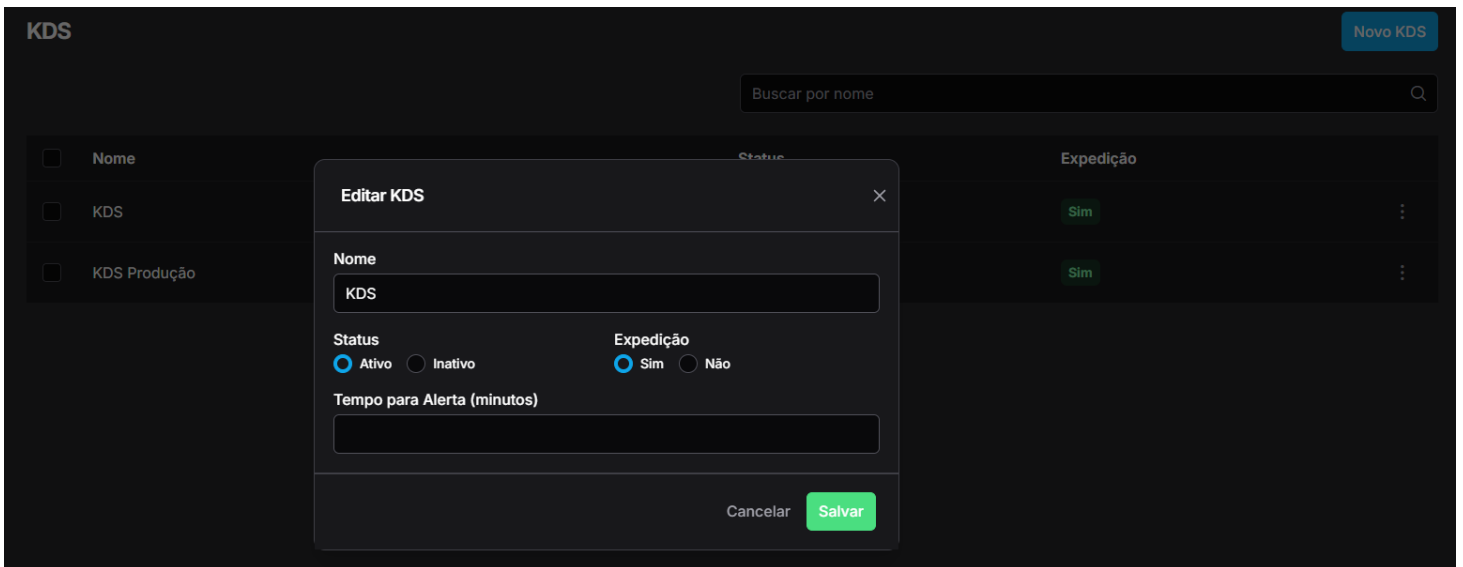 KDS
Novo KDS
Buscar por nome
Nome Status Expedição
KDS Sim
KDS Produção Sim
Editar KDS
Nome
KDS
Status Expedição
Ativo Inativo Sim Não
Tempo para Alerta (minutos)
Cancelar Salvar